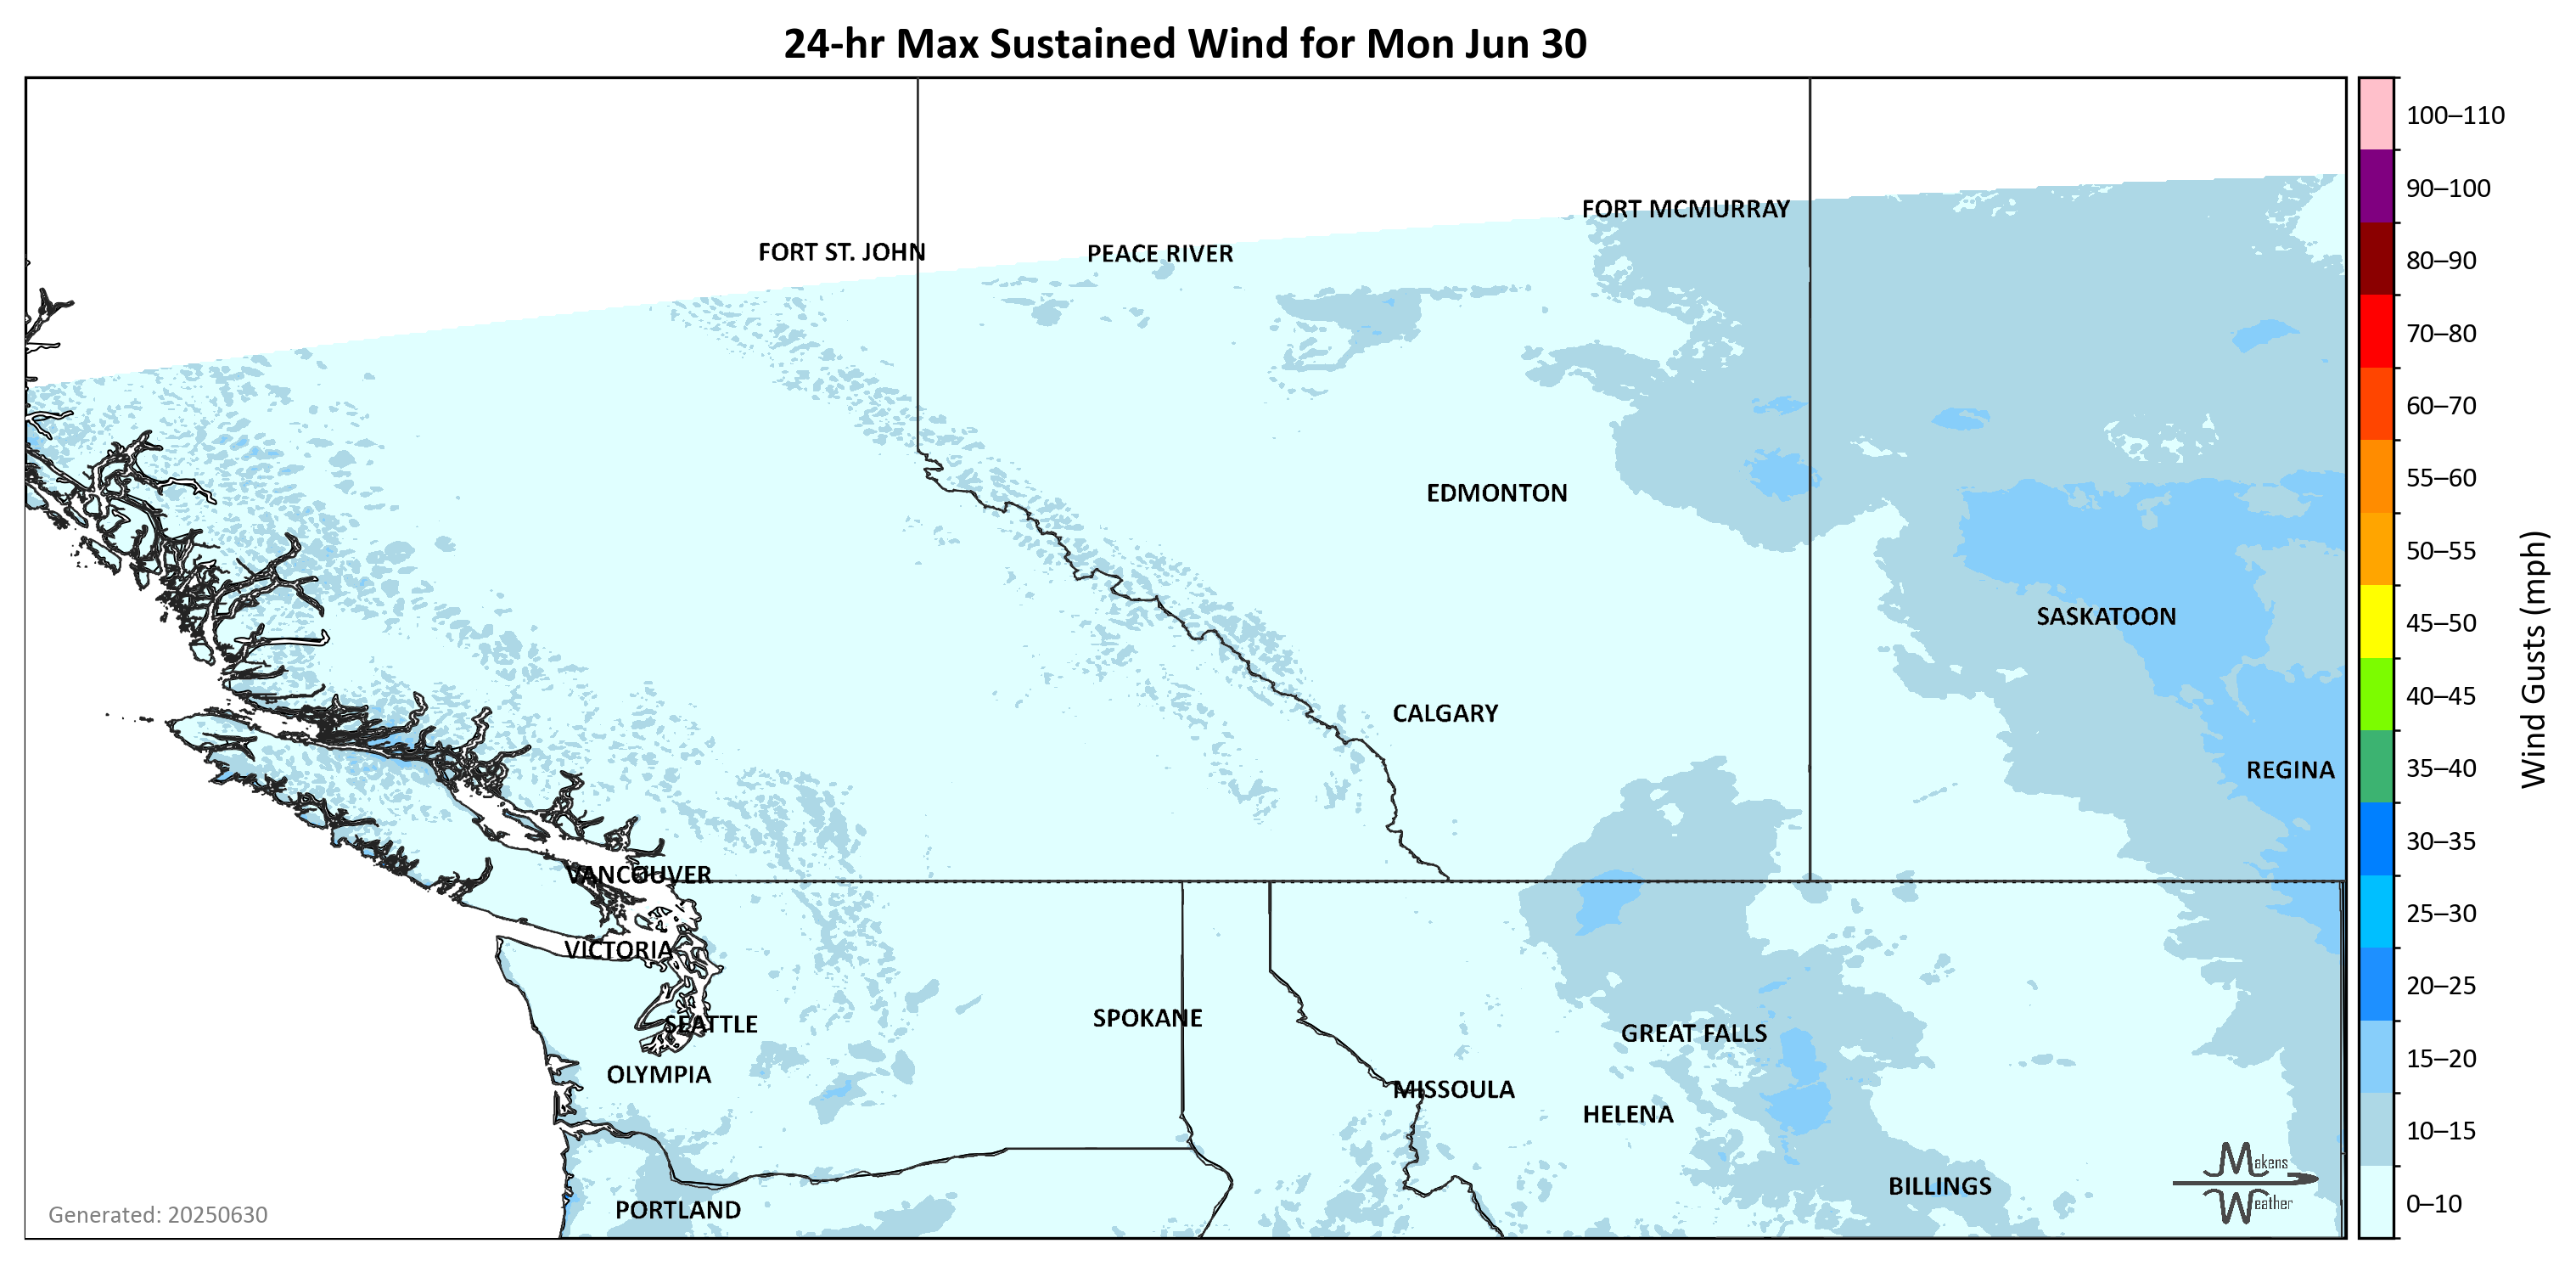 24-hr Max Sustained Wind for Mon Jun 30
FORT MCMURRAY
FORT ST. JOHN
PEACE RIVER
EDMONTON
SASKATOON
CALGARY
REGINA
VANCOUVER
VICTORIA
SEATTLE
SPOKANE
GREAT FALLS
OLYMPIA
MISSOULA
HELENA
BILLINGS
PORTLAND
Generated: 20250630
Makens
Weather
100–110
90–100
80–90
70–80
60–70
55–60
50–55
45–50
40–45
35–40
30–35
25–30
20–25
15–20
10–15
0–10
Wind Gusts (mph)